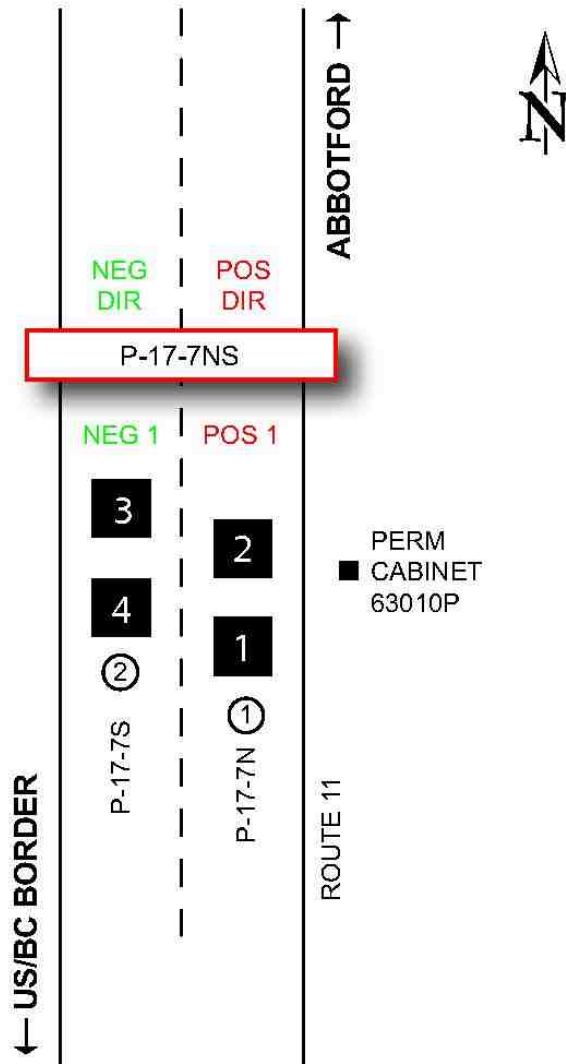 ABBOTFORD →
N
NEG
DIR
POS
DIR
P-17-7NS
NEG 1
POS 1
3
2
4
1
PERM
CABINET
63010P
2
1
P-17-7S
P-17-7N
ROUTE 11
← US/BC BORDER